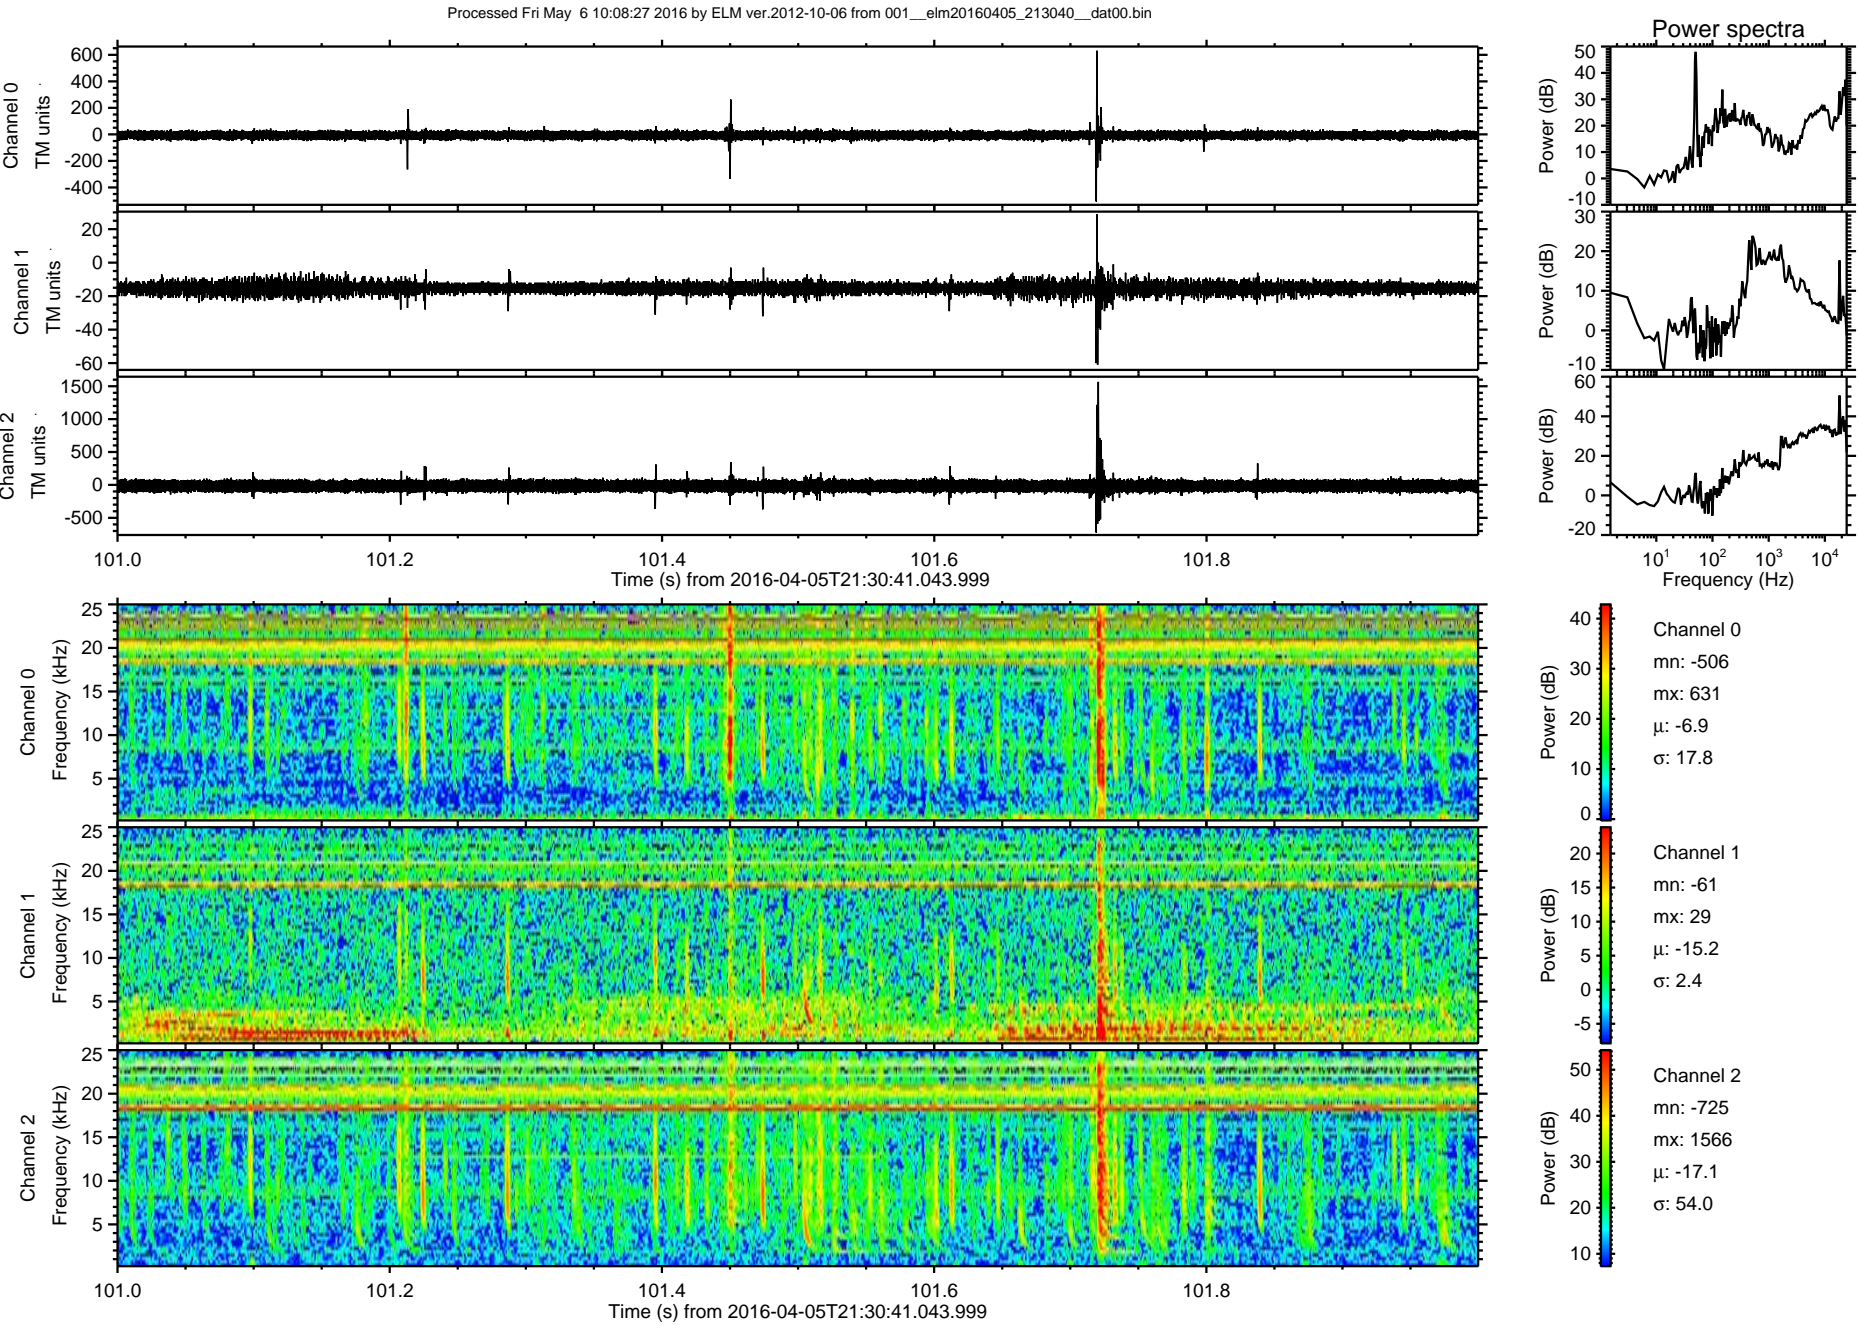 Processed Fri May  6 10:08:27 2016 by ELM ver.2012-10-06 from 001__elm20160405_213040__dat00.bin
Power spectra
Channel 0
TM units
600
400
200
0
-200
-400
Power (dB)
50
40
30
20
10
0
-10
Channel 1
TM units
20
0
-20
-40
-60
Power (dB)
30
20
10
0
-10
Channel 2
TM units
1500
1000
500
0
-500
Power (dB)
60
40
20
0
-20
101.0 101.2 101.4 101.6 101.8
Time (s) from 2016-04-05T21:30:41.043.999
10¹ 10² 10³ 10⁴
Frequency (Hz)
Channel 0
Frequency (kHz)
25
20
15
10
5
Power (dB)
40
30
20
10
0
Channel 0
mn: -506
mx: 631
μ: -6.9
σ: 17.8
Channel 1
Frequency (kHz)
25
20
15
10
5
Power (dB)
20
15
10
5
0
-5
Channel 1
mn: -61
mx: 29
μ: -15.2
σ: 2.4
Channel 2
Frequency (kHz)
25
20
15
10
5
Power (dB)
50
40
30
20
10
Channel 2
mn: -725
mx: 1566
μ: -17.1
σ: 54.0
101.0 101.2 101.4 101.6 101.8
Time (s) from 2016-04-05T21:30:41.043.999